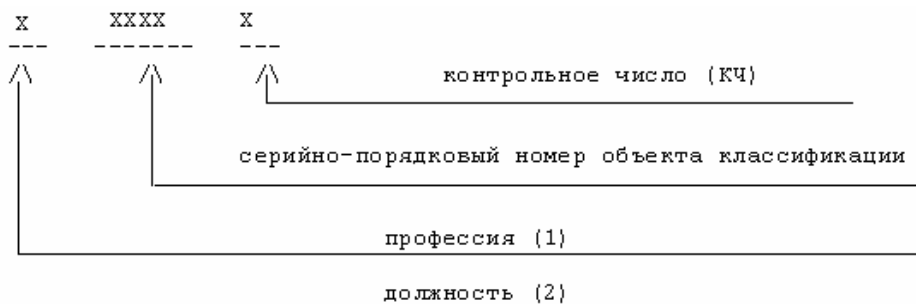 X XXXX X
--- ------- ---
/\ /\ /\
контрольное число (КЧ)
серийно-порядковый номер объекта классификации
профессия (1)
должность (2)